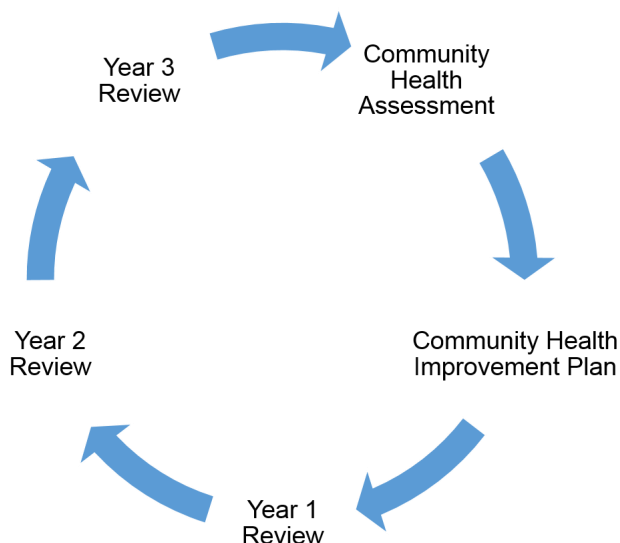 Community
Health
Assessment
Community Health
Improvement Plan
Year 1
Review
Year 2
Review
Year 3
Review